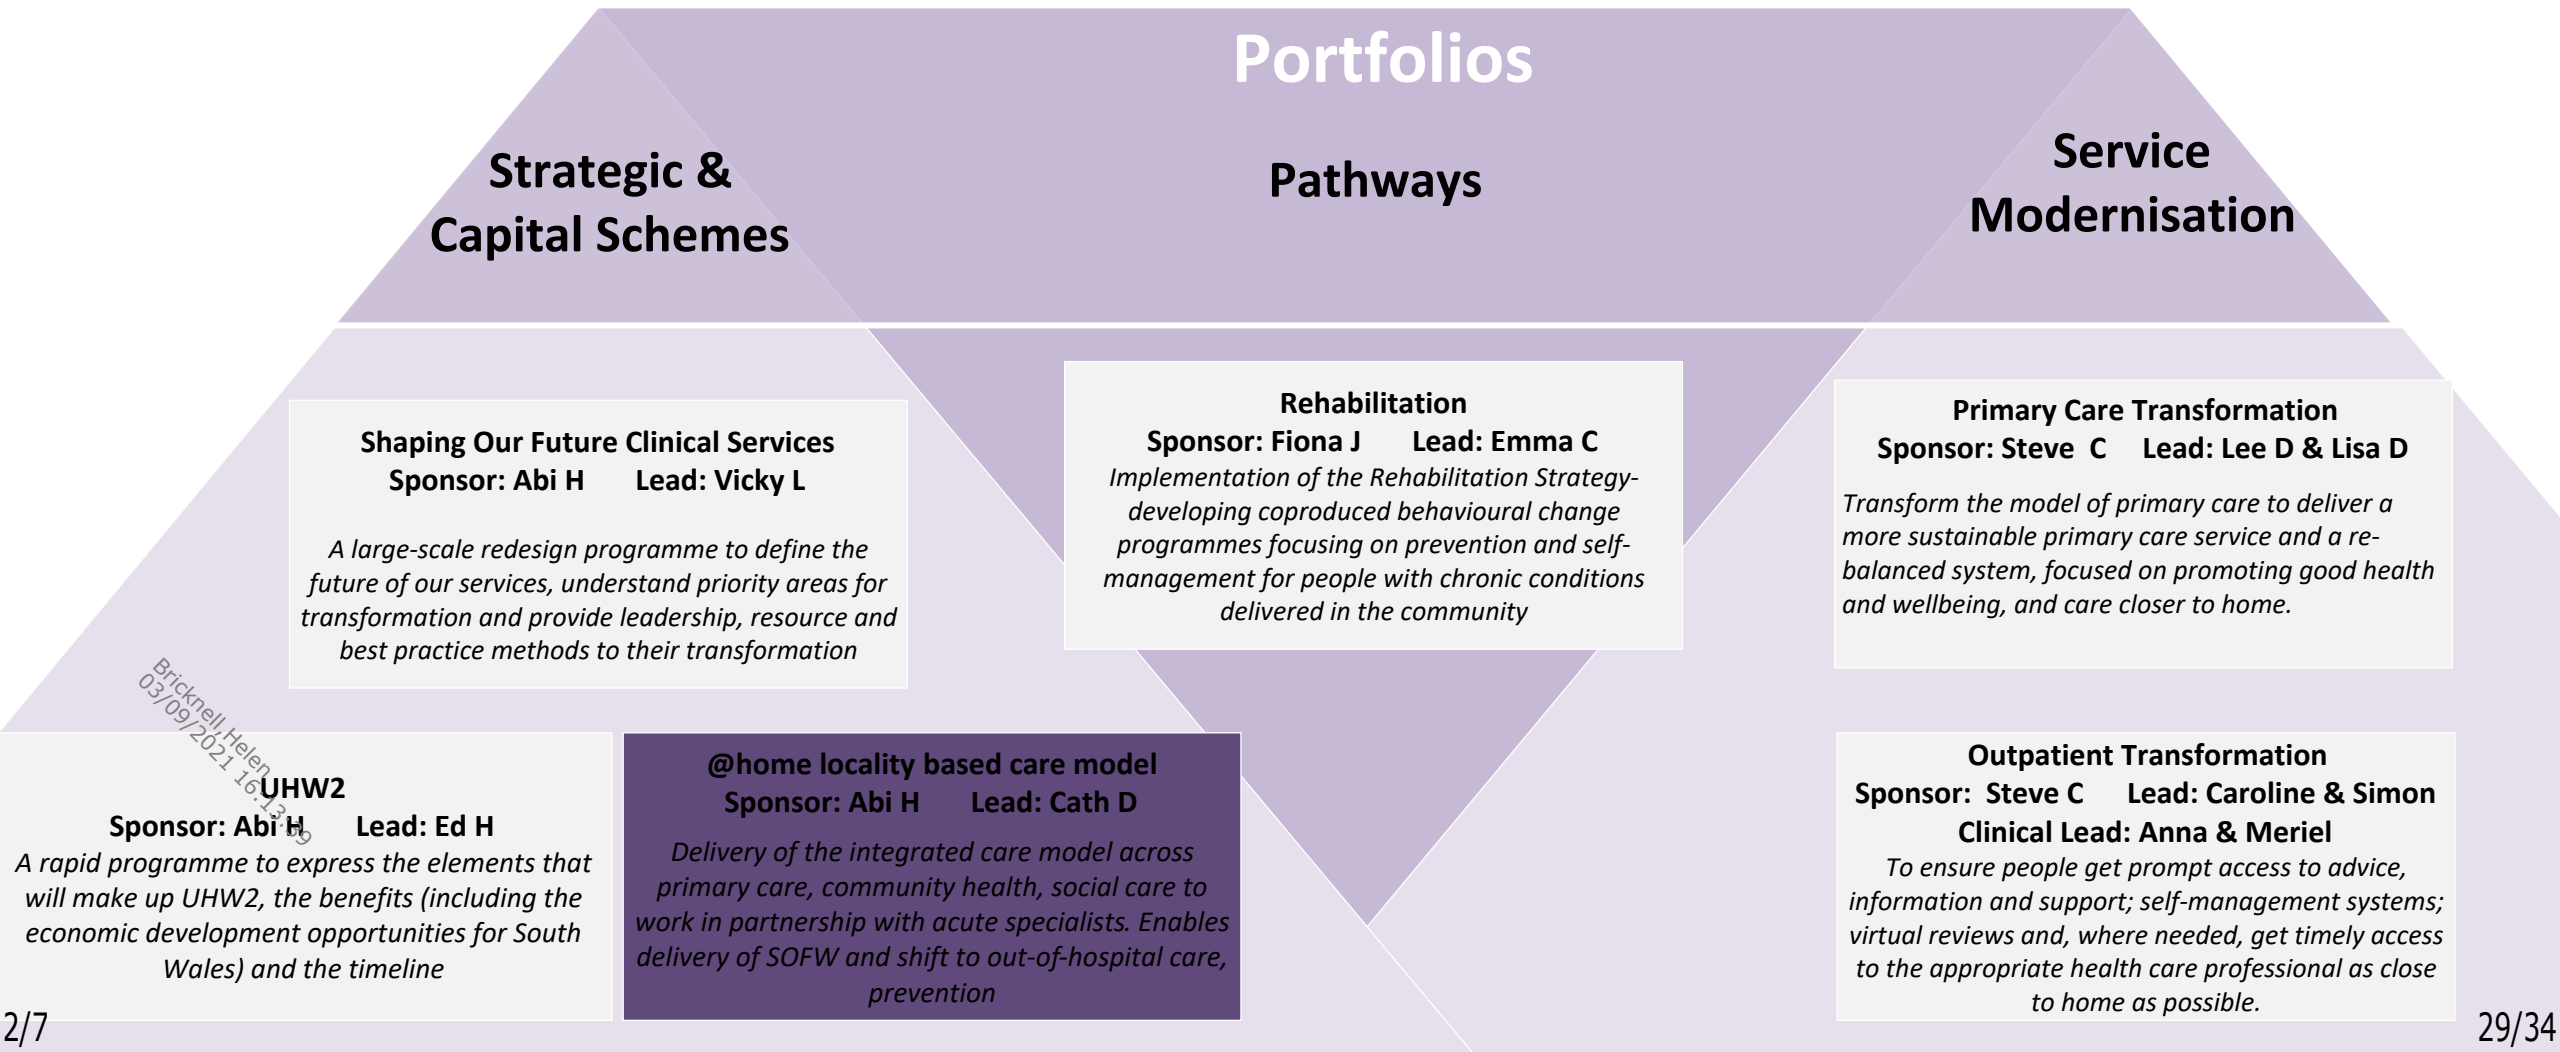 Portfolios
Strategic &
Capital Schemes
Pathways
Service
Modernisation
Shaping Our Future Clinical Services
Sponsor: Abi H Lead: Vicky L
A large-scale redesign programme to define the
future of our services, understand priority areas for
transformation and provide leadership, resource and
best practice methods to their transformation
Rehabilitation
Sponsor: Fiona J Lead: Emma C
Implementation of the Rehabilitation Strategy-
developing coproduced behavioural change
programmes focusing on prevention and self-
management for people with chronic conditions
delivered in the community
Primary Care Transformation
Sponsor: Steve C Lead: Lee D & Lisa D
Transform the model of primary care to deliver a
more sustainable primary care service and a re-
balanced system, focused on promoting good health
and wellbeing, and care closer to home.
Bricknell,Helen
03/09/2021 16:13:39
UHW2
Sponsor: Abi H Lead: Ed H
A rapid programme to express the elements that
will make up UHW2, the benefits (including the
economic development opportunities for South
Wales) and the timeline
@home locality based care model
Sponsor: Abi H Lead: Cath D
Delivery of the integrated care model across
primary care, community health, social care to
work in partnership with acute specialists. Enables
delivery of SOFW and shift to out-of-hospital care,
prevention
Outpatient Transformation
Sponsor: Steve C Lead: Caroline & Simon
Clinical Lead: Anna & Meriel
To ensure people get prompt access to advice,
information and support; self-management systems;
virtual reviews and, where needed, get timely access
to the appropriate health care professional as close
to home as possible.
2/7
29/34